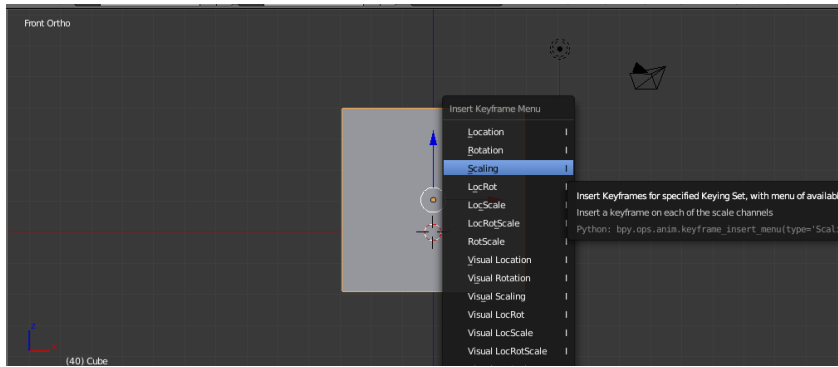 Front Ortho
Insert Keyframe Menu
Location I
Rotation I
Scaling I
LocRot I
LocScale I
LocRotScale I
RotScale I
Visual Location I
Visual Rotation I
Visual Scaling I
Visual LocRot I
Visual LocScale I
Visual LocRotScale I
Insert Keyframes for specified Keying Set, with menu of availabl
Insert a keyframe on each of the scale channels
Python: bpy.ops.anim.keyframe_insert_menu(type='Scali
z
x
(40) Cube